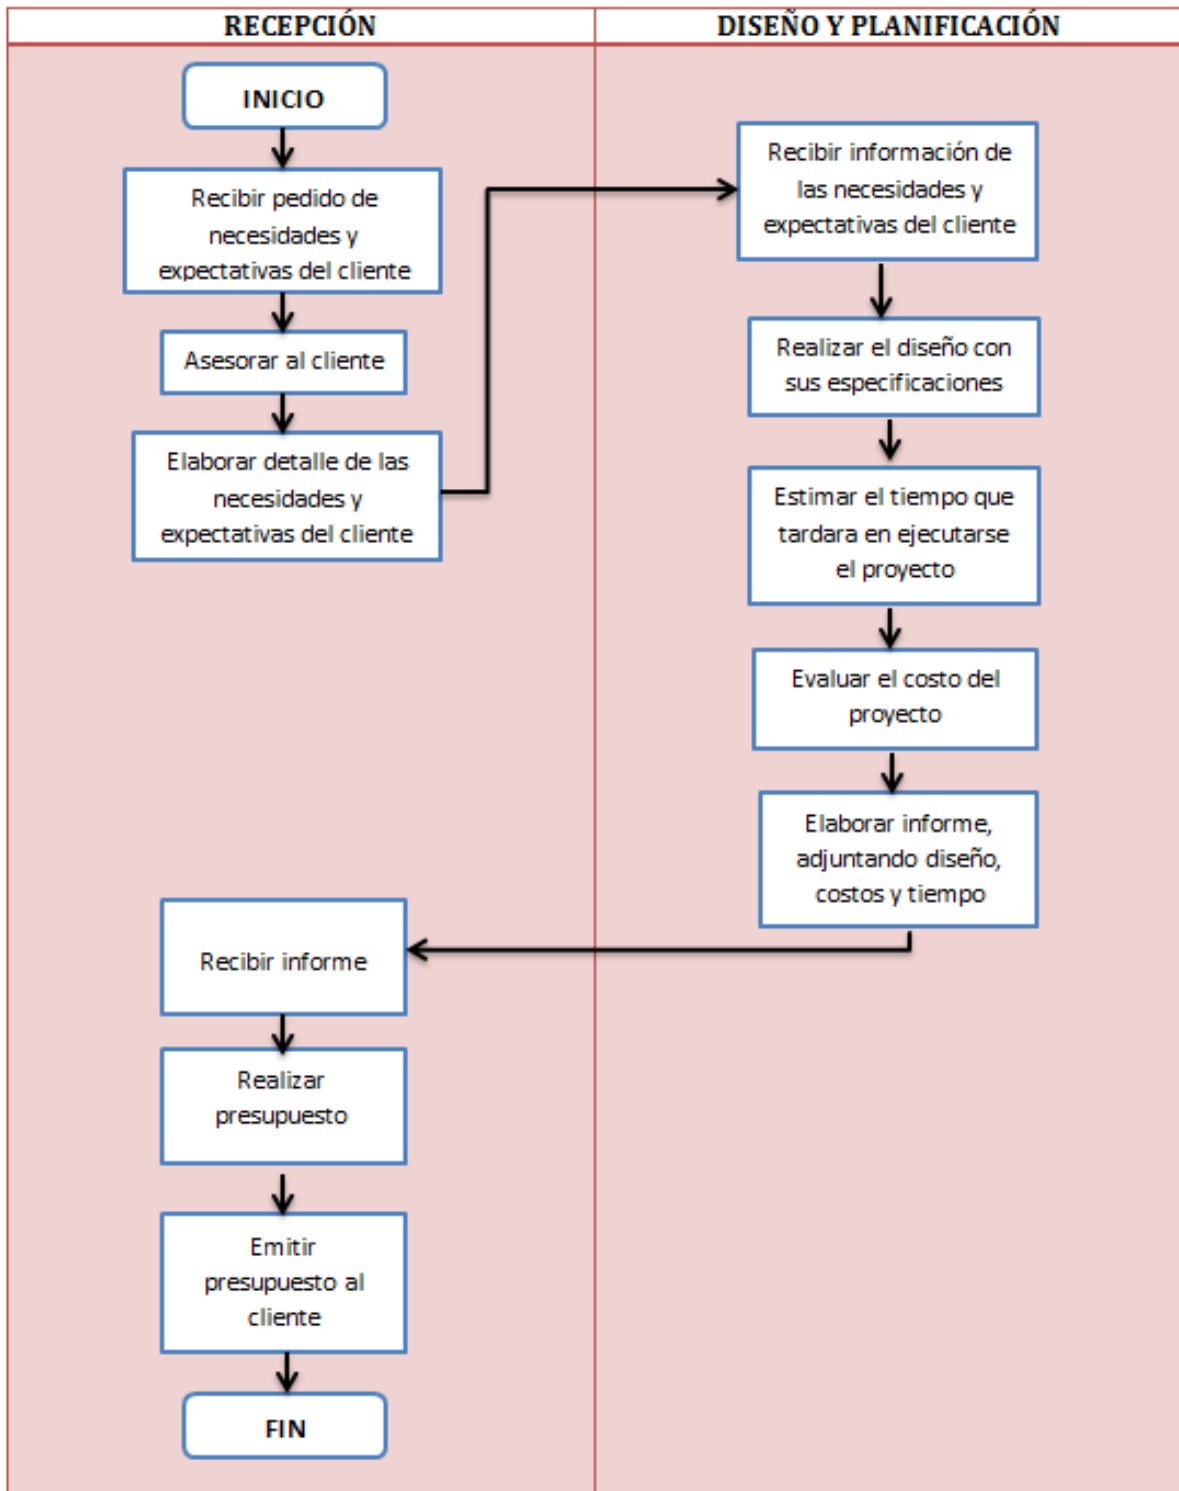 RECEPCIÓN
DISEÑO Y PLANIFICACIÓN
INICIO
Recibir pedido de
necesidades y
expectativas del cliente
Asesorar al cliente
Elaborar detalle de las
necesidades y
expectativas del cliente
Recibir información de
las necesidades y
expectativas del cliente
Realizar el diseño con
sus especificaciones
Estimar el tiempo que
tardara en ejecutarse
el proyecto
Evaluar el costo del
proyecto
Elaborar informe,
adjuntando diseño,
costos y tiempo
Recibir informe
Realizar
presupuesto
Emitir
presupuesto al
cliente
FIN